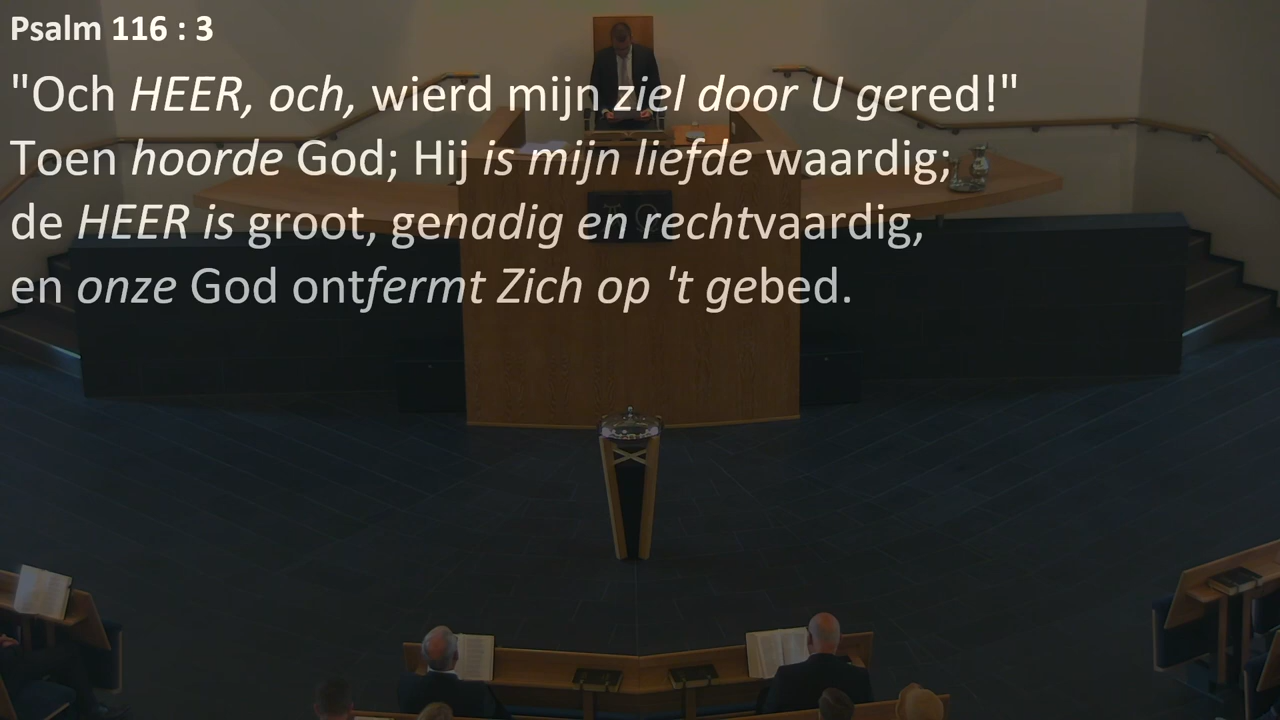 Psalm 116 : 3
"Och HEER, och, wierd mijn ziel door U gered!"
Toen hoorde God; Hij is mijn liefde waardig;
de HEER is groot, genadig en rechtvaardig,
en onze God ontfermt Zich op 't gebed.